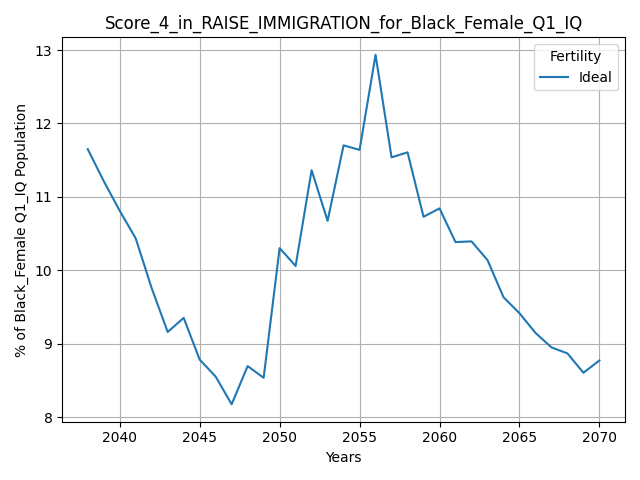 Score_4_in_RAISE_IMMIGRATION_for_Black_Female_Q1_IQ
Fertility
Ideal
% of Black_Female Q1_IQ Population
13
12
11
10
9
8
2040 2045 2050 2055 2060 2065 2070
Years